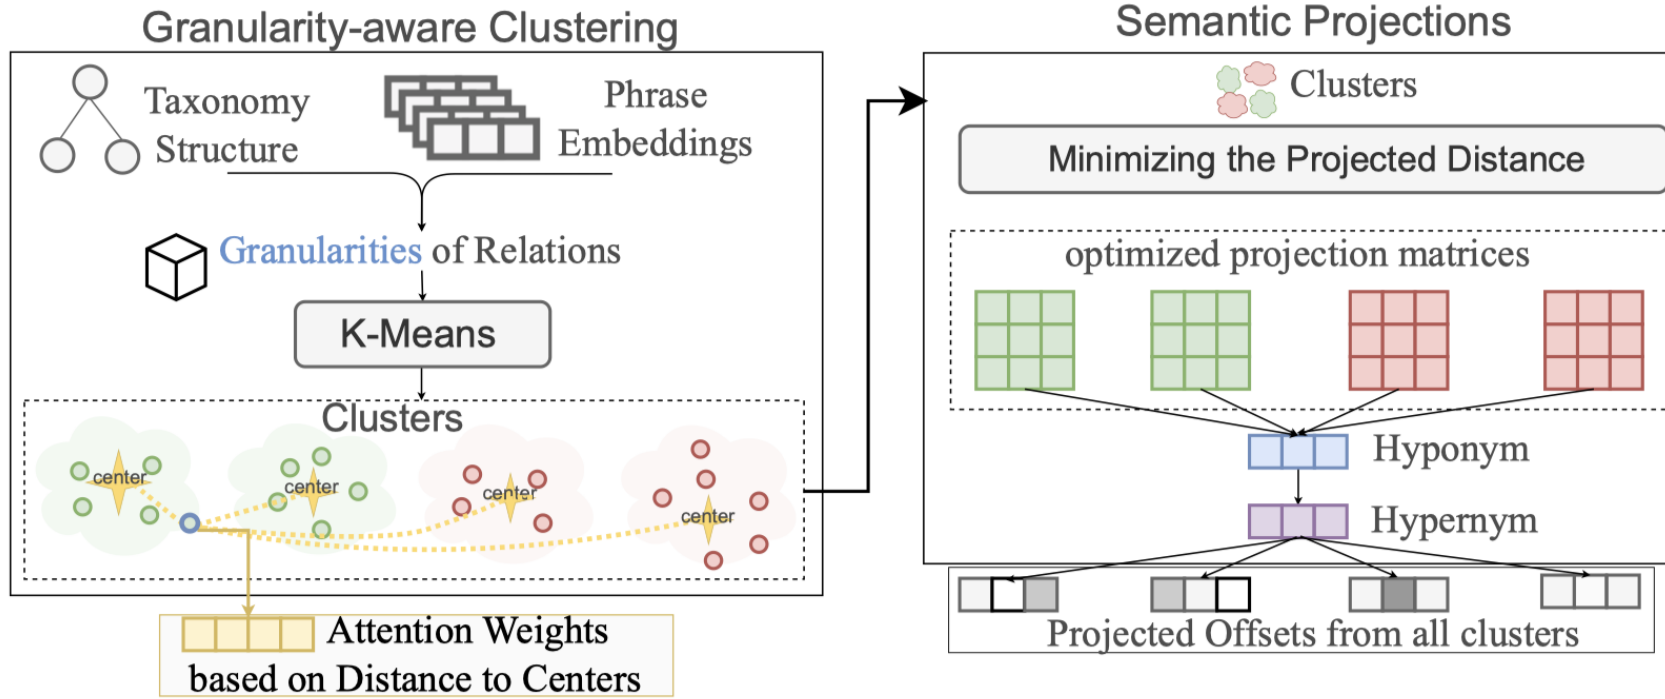 Granularity-aware Clustering
Taxonomy
Structure
Phrase
Embeddings
Granularities of Relations
K-Means
Clusters
center
center
center
center
Attention Weights
based on Distance to Centers
Semantic Projections
Clusters
Minimizing the Projected Distance
optimized projection matrices
Hyponym
Hypernym
Projected Offsets from all clusters